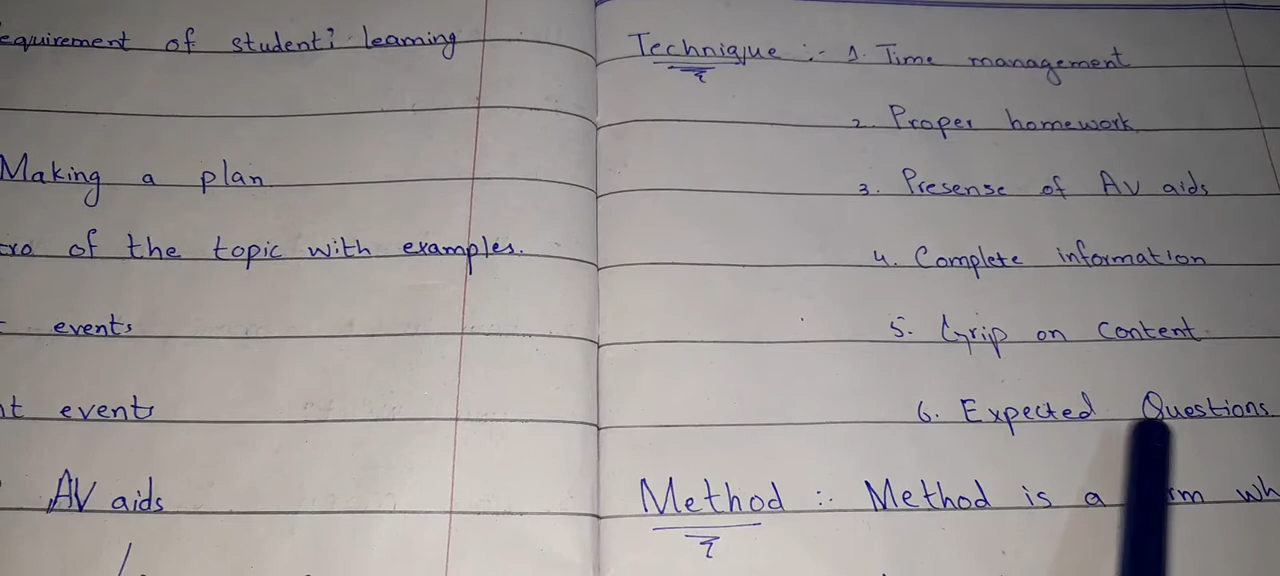 equirement of student's learning
Making a plan
tro of the topic with examples.
events
nt events
AV aids
Technique :- 1. Time management
2. Proper homework
3. Presense of AV aids
4. Complete information
5. Grip on Content
6. Expected Questions
Method :- Method is a wh